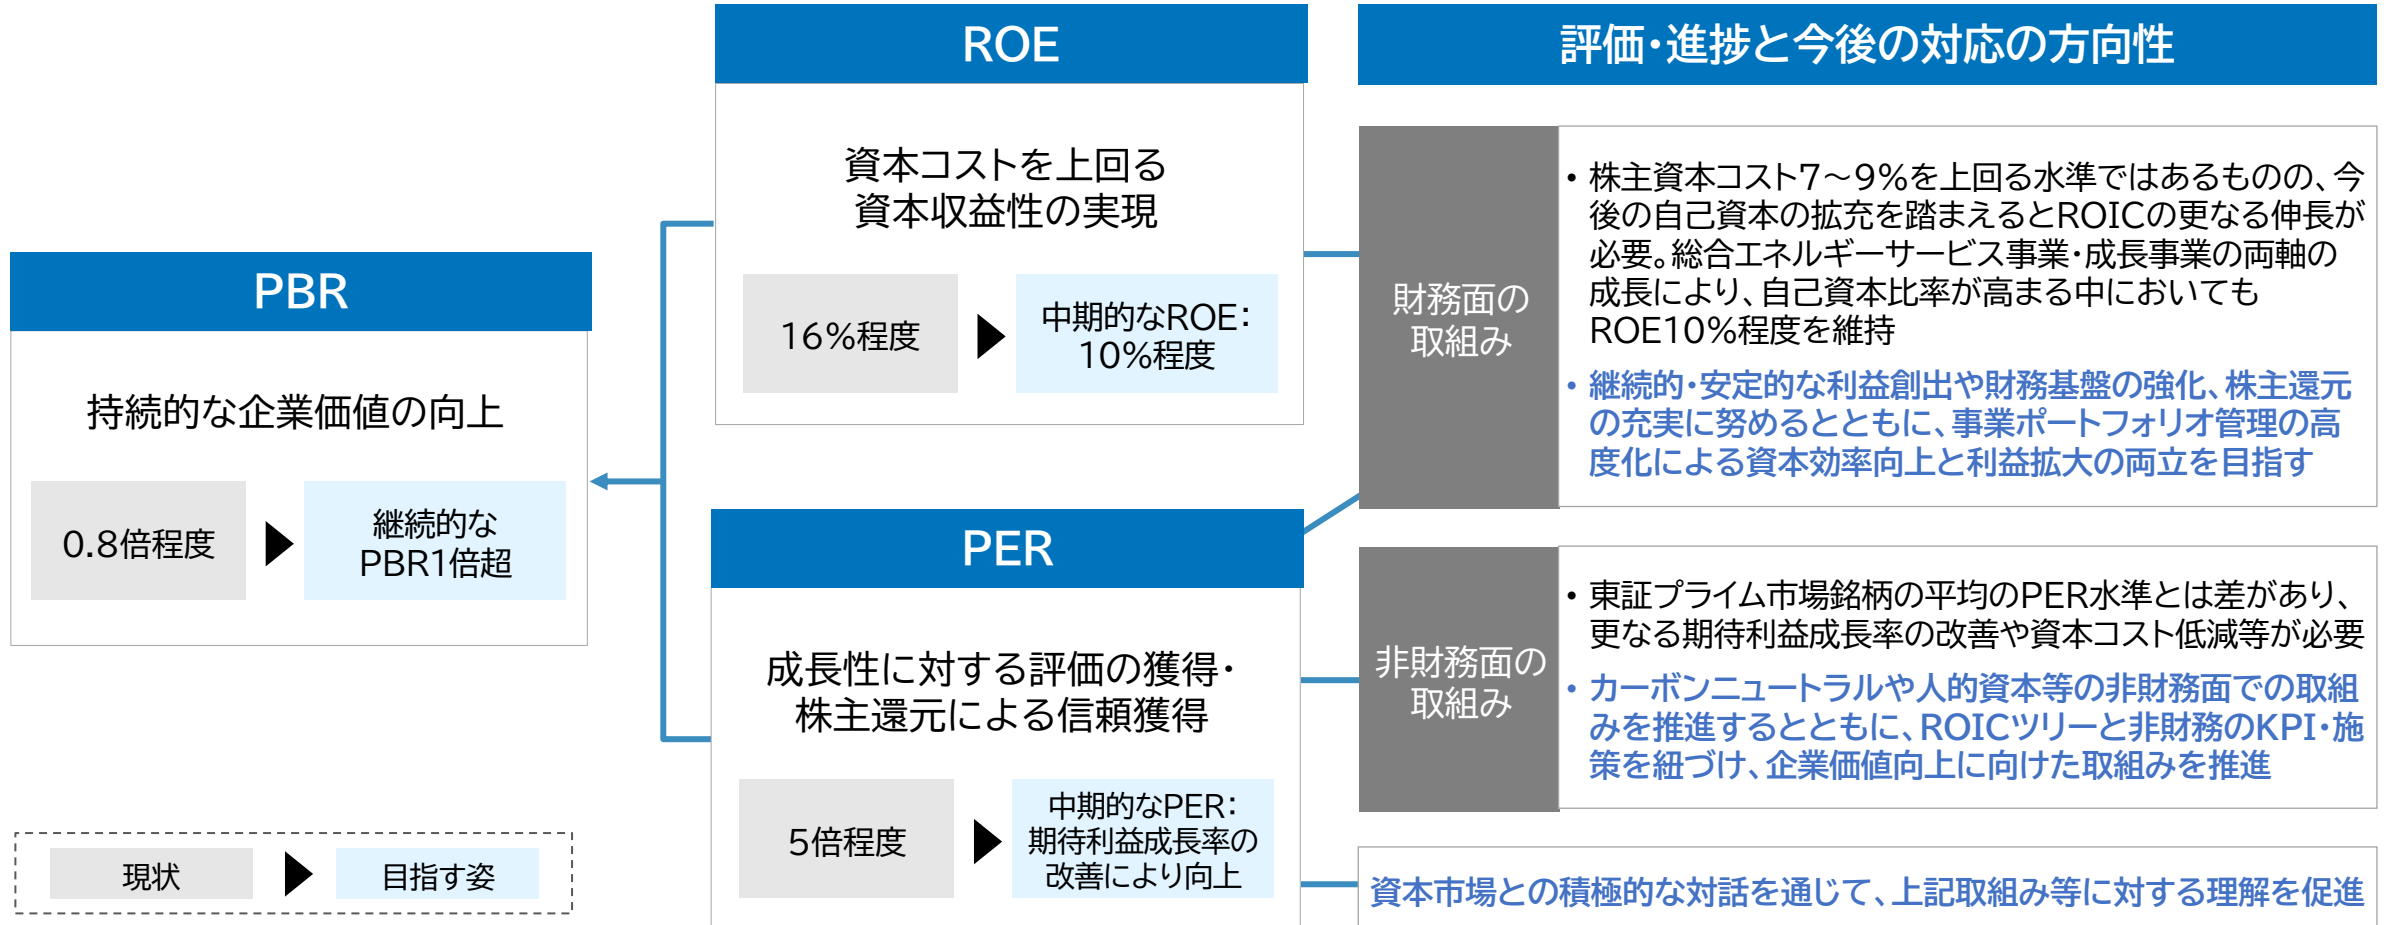 PBR
持続的な企業価値の向上
0.8倍程度
継続的な
PBR1倍超
現状
目指す姿
ROE
資本コストを上回る
資本収益性の実現
16%程度
中期的なROE：
10%程度
PER
成長性に対する評価の獲得・
株主還元による信頼獲得
5倍程度
中期的なPER：
期待利益成長率の
改善により向上
評価・進捗と今後の対応の方向性
財務面の
取組み
・株主資本コスト7～9%を上回る水準ではあるものの、今
後の自己資本の拡充を踏まえるとROICの更なる伸長が
必要。総合エネルギーサービス事業・成長事業の両軸の
成長により、自己資本比率が高まる中においても
ROE10%程度を維持
・継続的・安定的な利益創出や財務基盤の強化、株主還元
の充実に努めるとともに、事業ポートフォリオ管理の高
度化による資本効率向上と利益拡大の両立を目指す
非財務面の
取組み
・東証プライム市場銘柄の平均のPER水準とは差があり、
更なる期待利益成長率の改善や資本コスト低減等が必要
・カーボンニュートラルや人的資本等の非財務面での取組
みを推進するとともに、ROICツリーと非財務のKPI・施
策を紐づけ、企業価値向上に向けた取組みを推進
資本市場との積極的な対話を通じて、上記取組み等に対する理解を促進